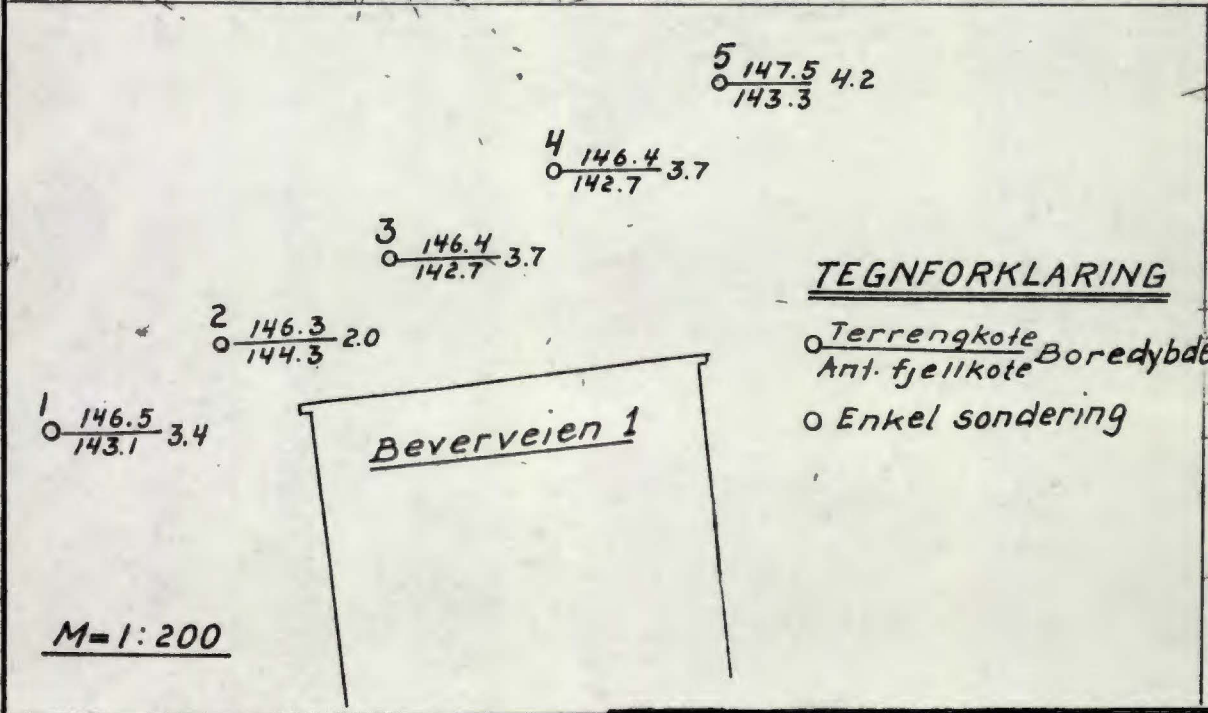 5 147.5 4.2
143.3
4 146.4 3.7
142.7
3 146.4 3.7
142.7
2 146.3 2.0
144.3
1 146.5 3.4
143.1
Beverveien 1
M=1:200
TEGNFORKLARING
Terrengkote Boredybde
Ant. fjellkote
Enkel sondering